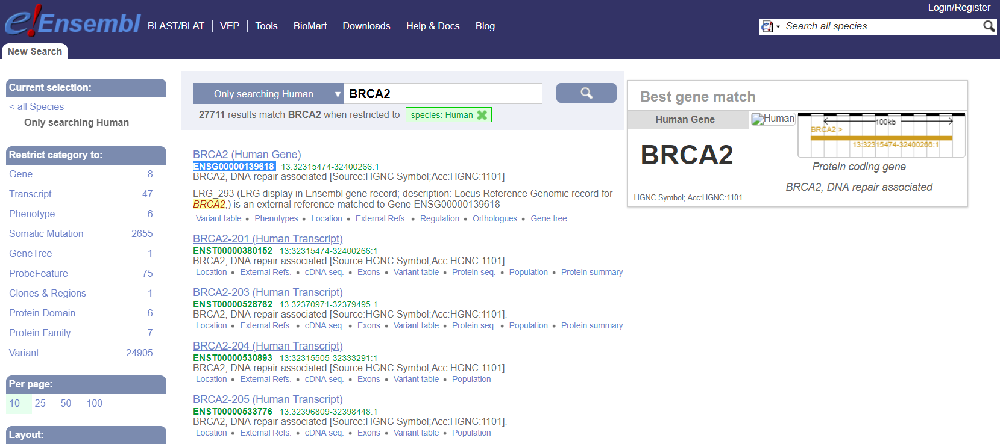 Login/Register
e!Ensembl BLAST/BLAT VEP Tools BioMart Downloads Help & Docs Blog
Search all species…
New Search
Current selection:
< all Species
Only searching Human
Restrict category to:
Gene 8
Transcript 47
Phenotype 6
Somatic Mutation 2655
GeneTree 1
ProbeFeature 75
Clones & Regions 1
Protein Domain 6
Protein Family 7
Variant 24905
Per page:
10 25 50 100
Layout:
Only searching Human ▼ BRCA2
27711 results match BRCA2 when restricted to species: Human
BRCA2 (Human Gene)
ENSG00000139618 13:32315474-32400266:1
BRCA2, DNA repair associated [Source:HGNC Symbol;Acc:HGNC:1101]
LRG_293 (LRG display in Ensembl gene record; description: Locus Reference Genomic record for
BRCA2,) is an external reference matched to Gene ENSG00000139618
Variant table • Phenotypes • Location • External Refs. • Regulation • Orthologues • Gene tree
BRCA2-201 (Human Transcript)
ENST00000380152 13:32315474-32400266:1
BRCA2, DNA repair associated [Source:HGNC Symbol;Acc:HGNC:1101].
Location • External Refs. • cDNA seq. • Exons • Variant table • Protein seq. • Population • Protein summary
BRCA2-203 (Human Transcript)
ENST00000528762 13:32370971-32379495:1
BRCA2, DNA repair associated [Source:HGNC Symbol;Acc:HGNC:1101].
Location • External Refs. • cDNA seq. • Exons • Variant table • Protein seq. • Population • Protein summary
BRCA2-204 (Human Transcript)
ENST00000530893 13:32315505-32333291:1
BRCA2, DNA repair associated [Source:HGNC Symbol;Acc:HGNC:1101].
Location • External Refs. • cDNA seq. • Exons • Variant table • Population
BRCA2-205 (Human Transcript)
ENST00000533776 13:32396809-32398448:1
BRCA2, DNA repair associated [Source:HGNC Symbol;Acc:HGNC:1101].
Location • External Refs. • cDNA seq. • Exons • Variant table • Population
Best gene match
Human Gene
BRCA2
HGNC Symbol; Acc:HGNC:1101
Human
100kb
BRCA2 >
13:32315474-32400266:1
Protein coding gene
BRCA2, DNA repair associated